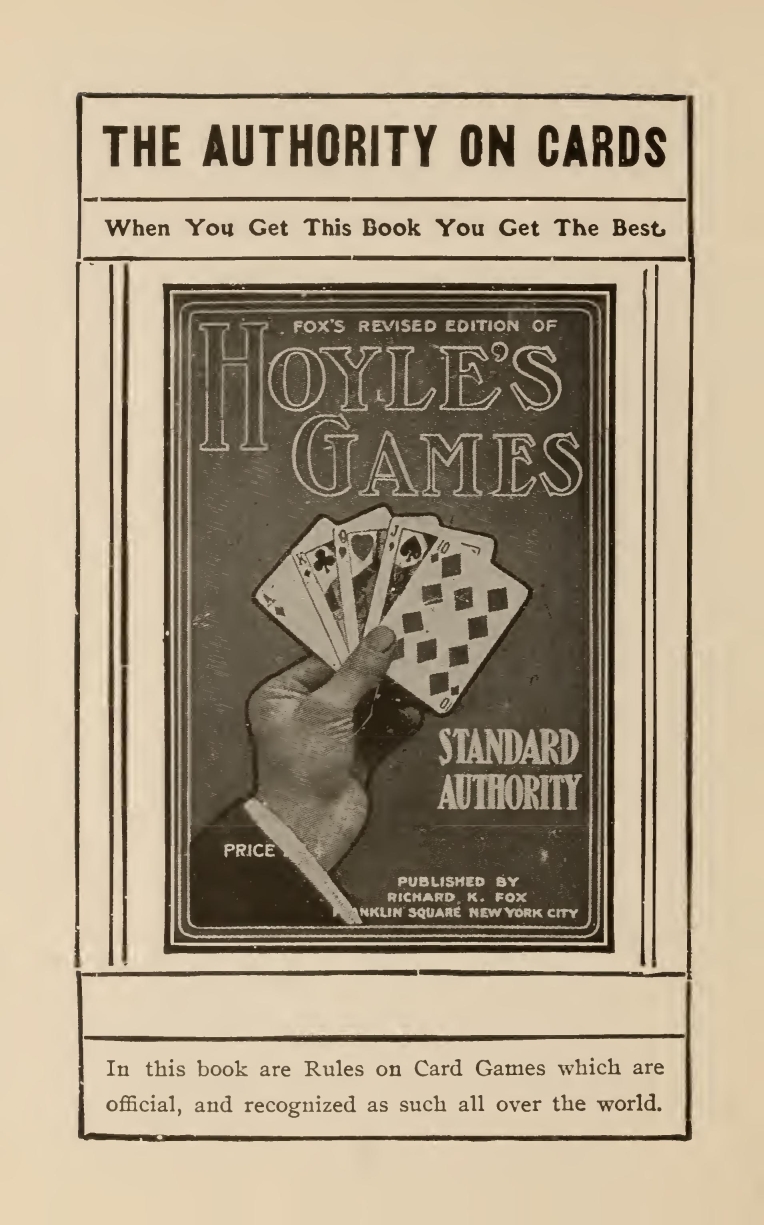 THE AUTHORITY ON CARDS
When You Get This Book You Get The Best.
FOX'S REVISED EDITION OF
HOYLE'S
GAMES
A
K
Q
J
10
10
STANDARD
AUTHORITY
PRICE
PUBLISHED BY
RICHARD K. FOX
SQUARE NEW YORK CITY
In this book are Rules on Card Games which are
official, and recognized as such all over the world.